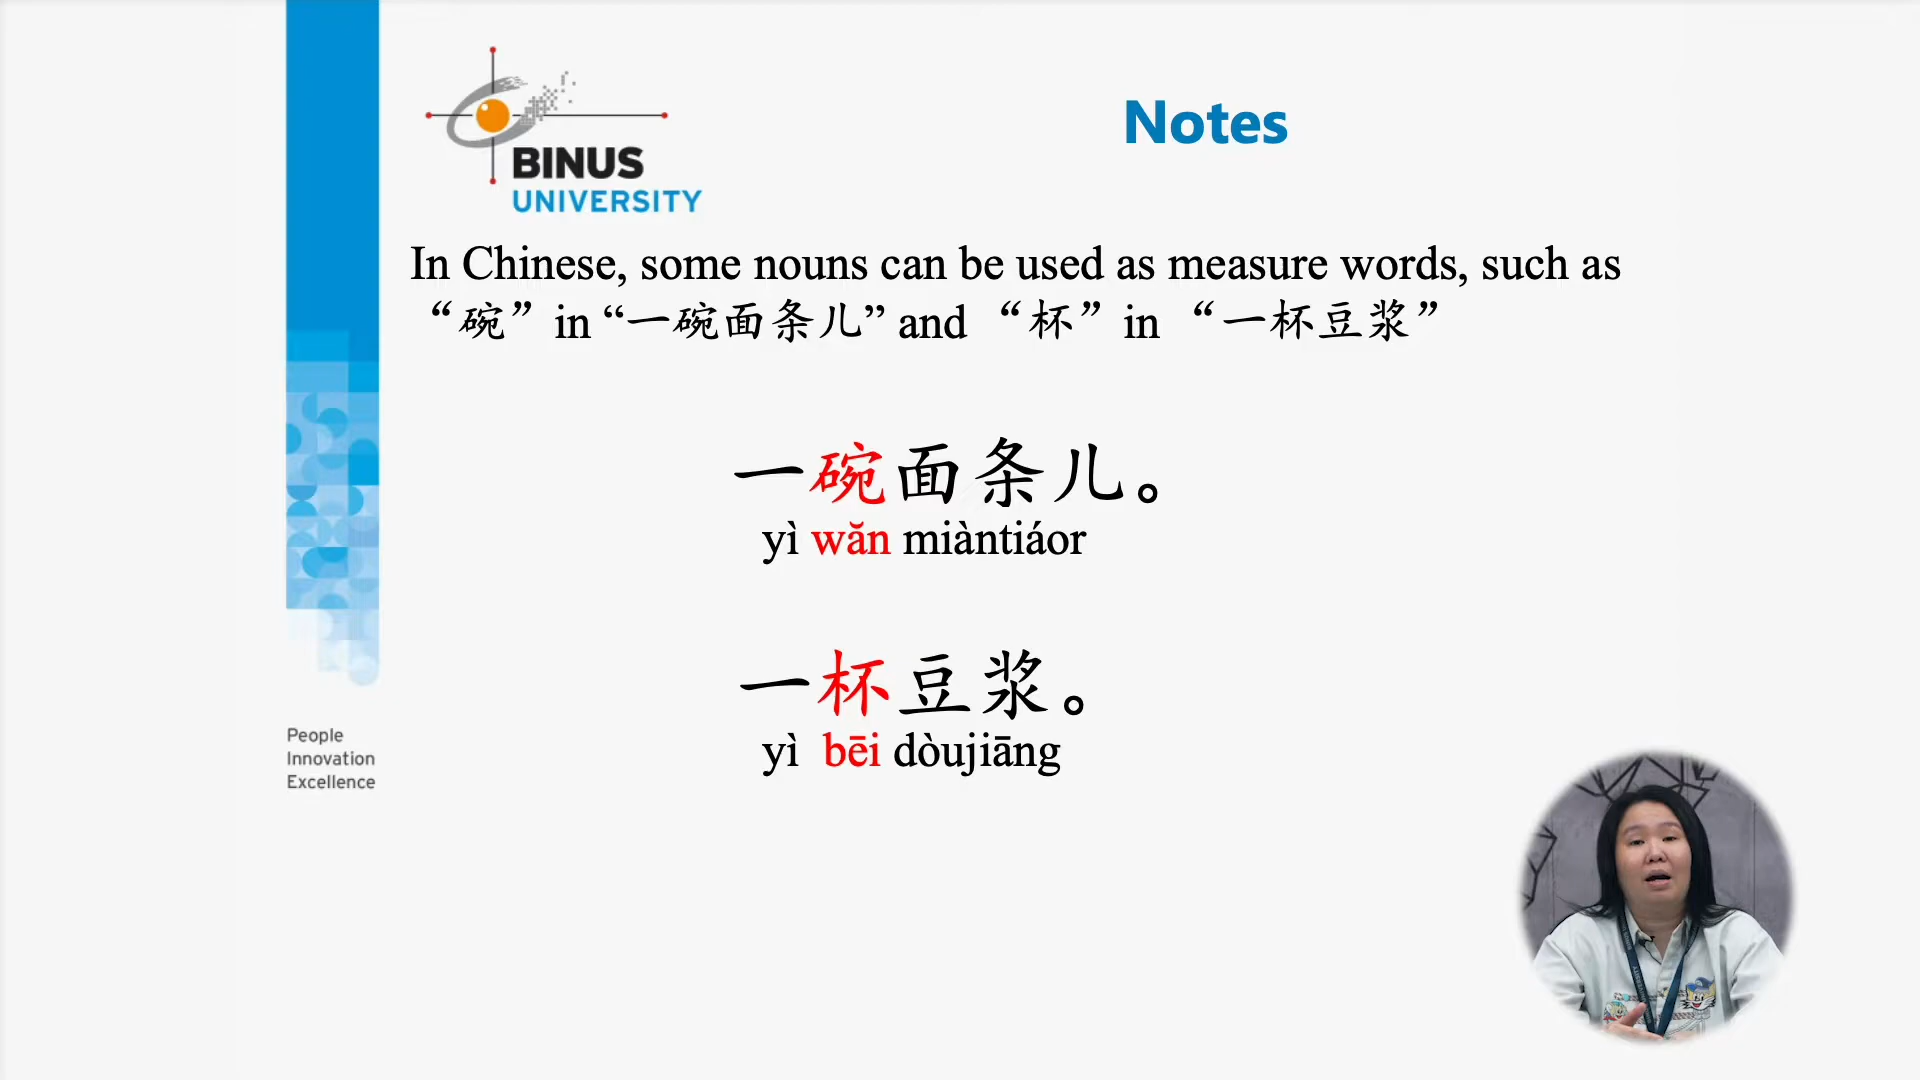 BINUS
UNIVERSITY
Notes
In Chinese, some nouns can be used as measure words, such as
“碗”in “一碗面条儿” and “杯”in “一杯豆浆”
一碗面条儿。
yì wăn miàntiáor
一杯豆浆。
yì bēi dòujiāng
People
Innovation
Excellence